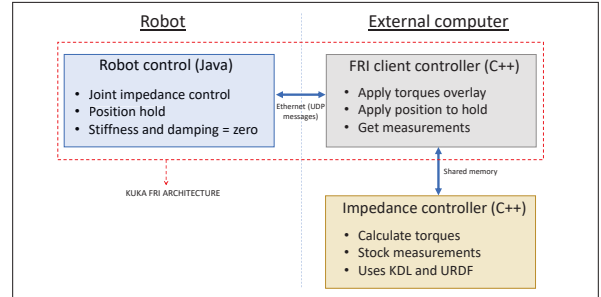 Robot
External computer
Robot control (Java)
• Joint impedance control
• Position hold
• Stiffness and damping = zero
Ethernet (UDP
messages)
FRI client controller (C++)
• Apply torques overlay
• Apply position to hold
• Get measurements
KUKA FRI ARCHITECTURE
Shared memory
Impedance controller (C++)
• Calculate torques
• Stock measurements
• Uses KDL and URDF